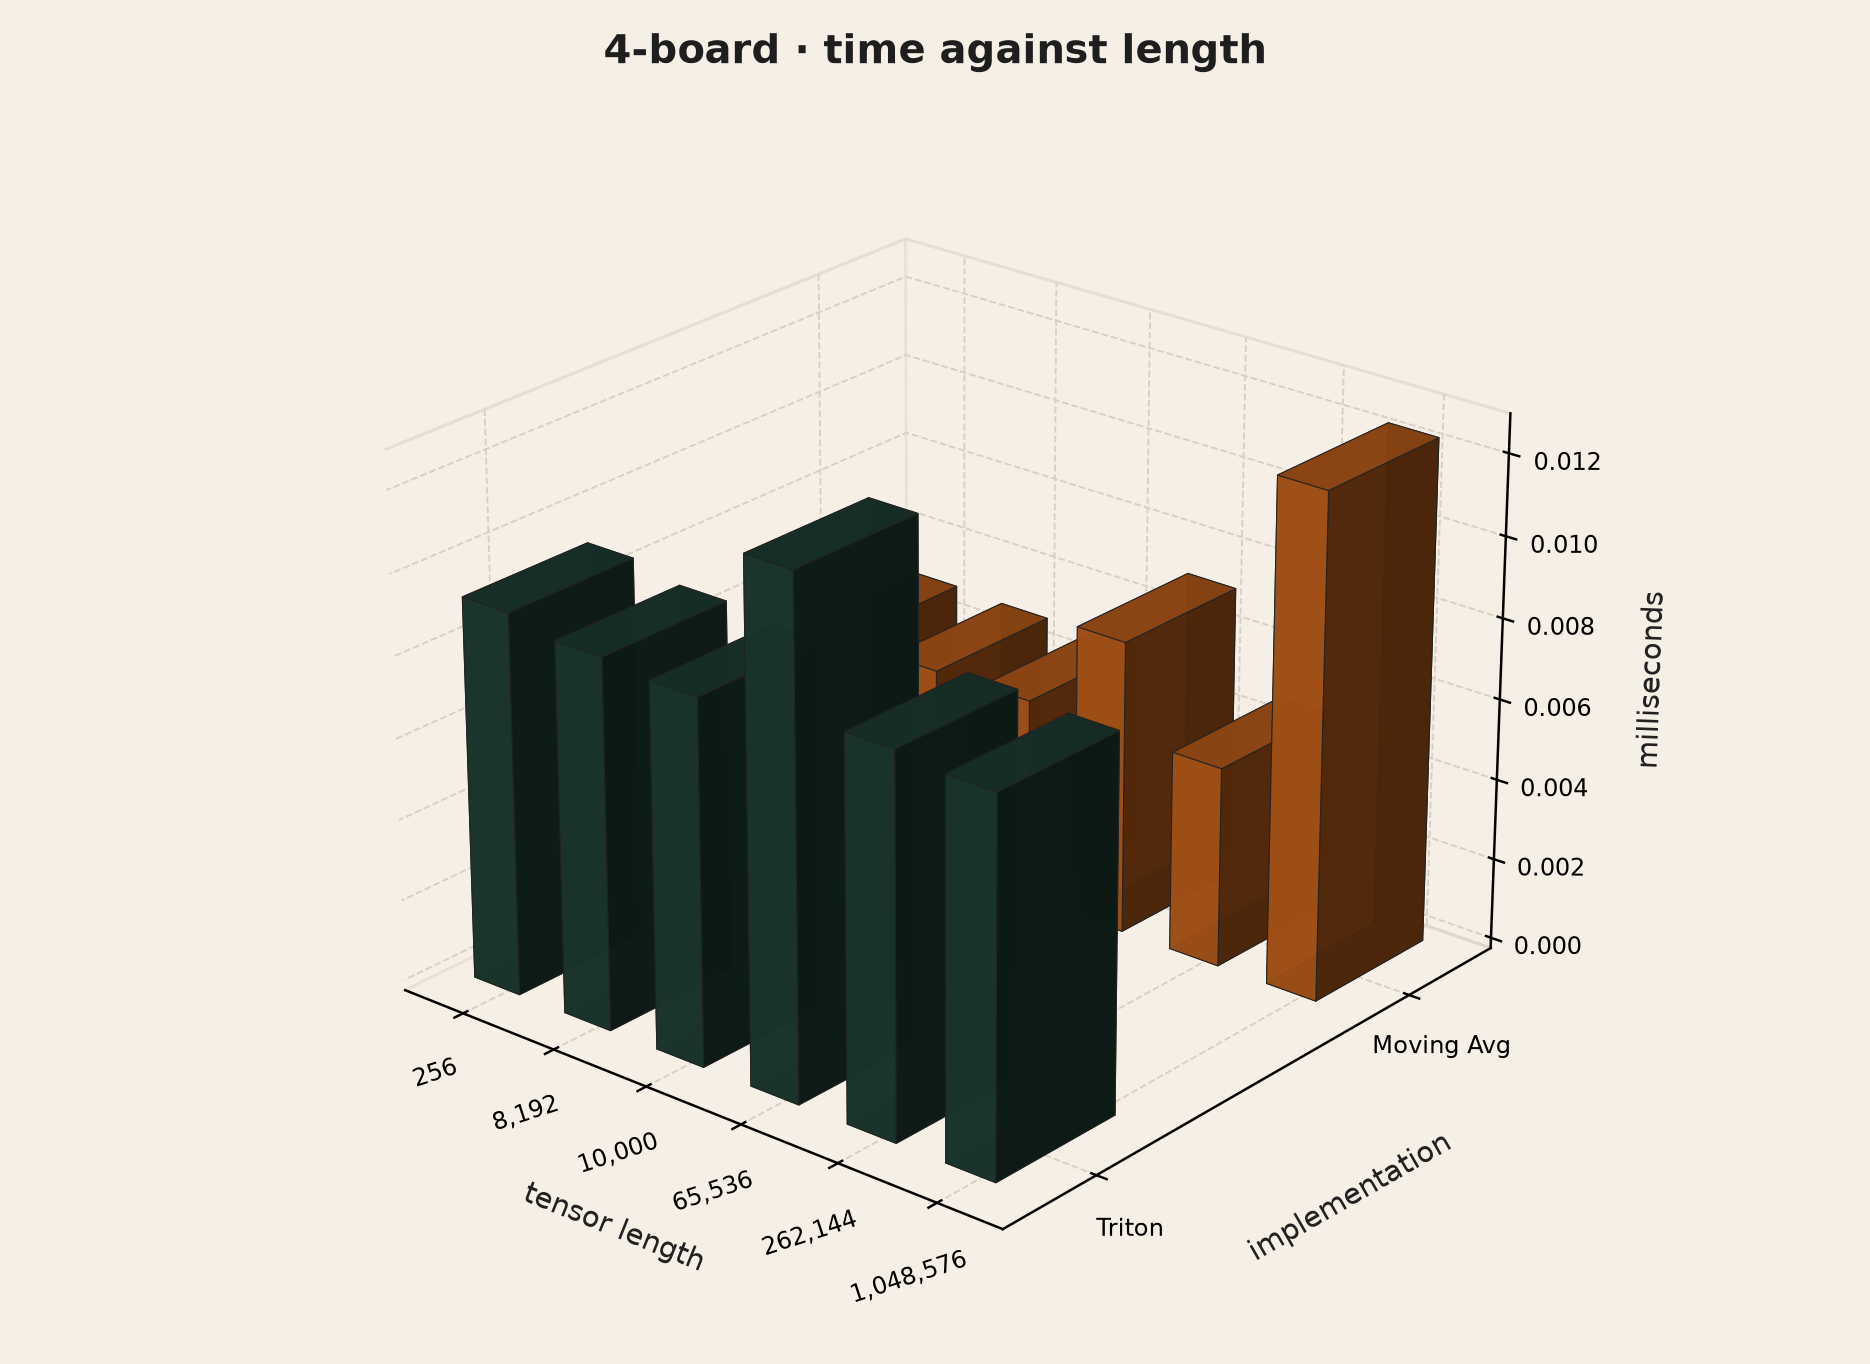 4-board · time against length
0.012
0.010
0.008
0.006
0.004
0.002
0.000
milliseconds
256
8,192
10,000
65,536
262,144
1,048,576
tensor length
Triton
Moving Avg
implementation